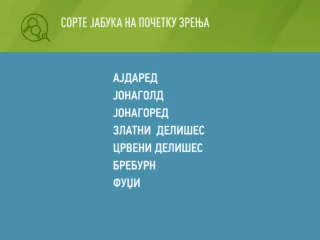 СОРТЕ ЈАБУКА НА ПОЧЕТКУ ЗРЕЊА
АЈДАРЕД
ЈОНАГОЛД
ЈОНАГОРЕД
ЗЛАТНИ ДЕЛИШЕС
ЦРВЕНИ ДЕЛИШЕС
БРЕБУРН
ФУЏИ